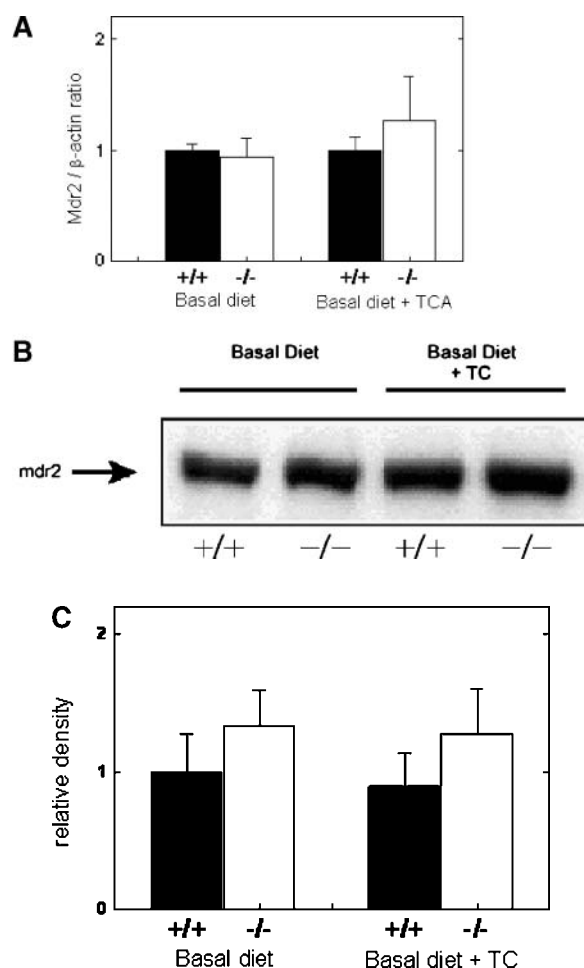 A
Mdr2 / β-actin ratio
2
1
0
+/+ -/- +/+ -/-
Basal diet Basal diet + TCA
B
Basal Diet Basal Diet
+ TC
mdr2
+/+ −/− +/+ −/−
C
relative density
2
1
0
+/+ -/- +/+ -/-
Basal diet Basal diet + TC